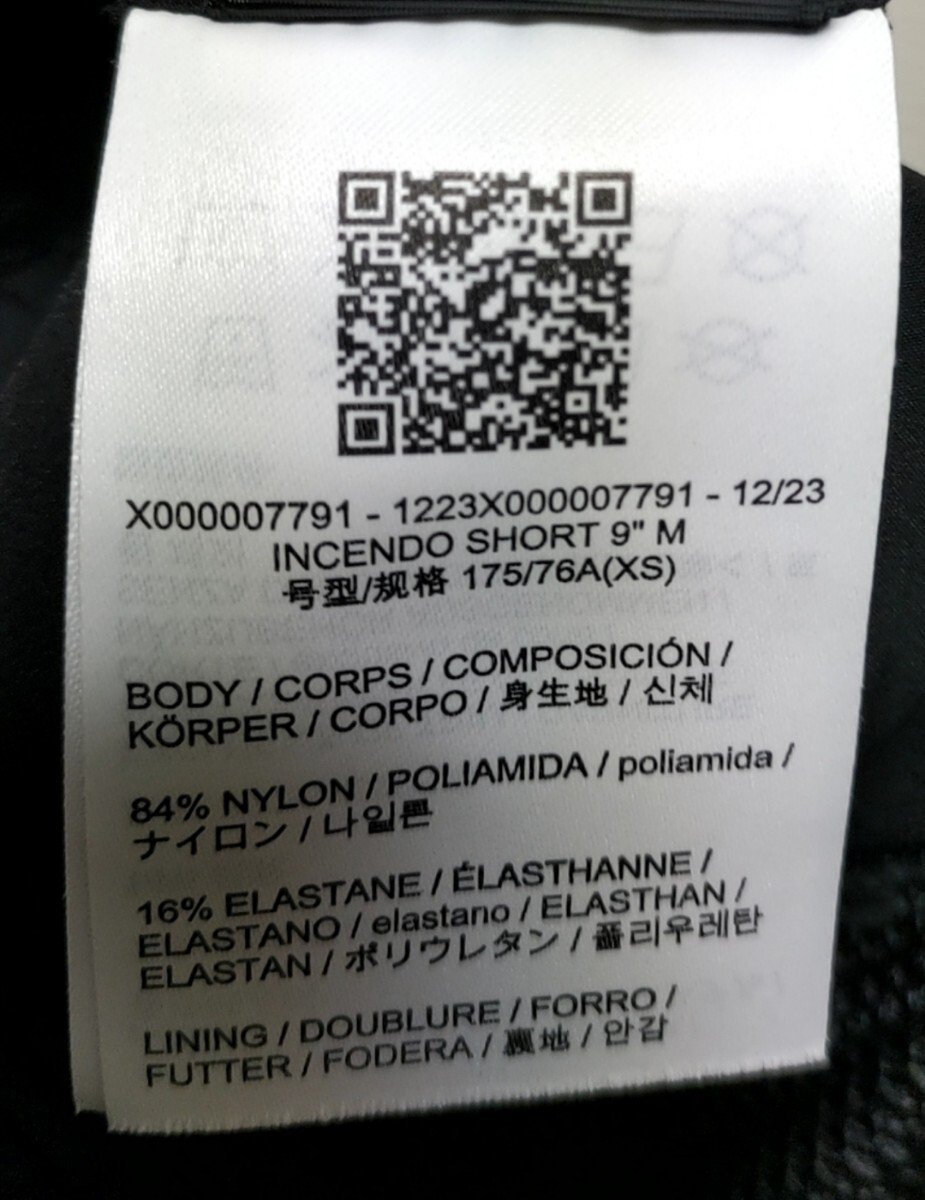 X000007791 - 1223X000007791 - 12/23
INCENDO SHORT 9" M
号型/规格 175/76A(XS)
BODY / CORPS / COMPOSICIÓN /
KÖRPER / CORPO / 身生地 / 신체
84% NYLON / POLIAMIDA / poliamida /
ナイロン / 나일론
16% ELASTANE / ÉLASTHANNE /
ELASTANO / elastano / ELASTHAN /
ELASTAN / ポリウレタン / 폴리우레탄
LINING / DOUBLURE / FORRO /
FUTTER / FODERA / 裏地 / 안감